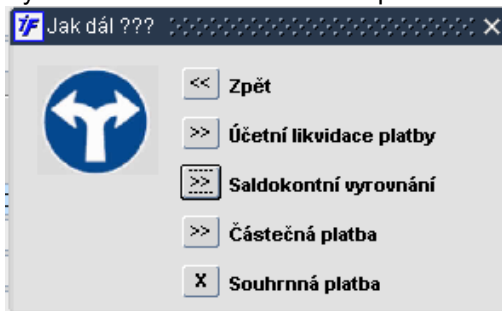 Jak dál ???
<< Zpět
>> Účetní likvidace platby
>> Saldokontní vyrovnání
>> Částečná platba
X Souhrnná platba